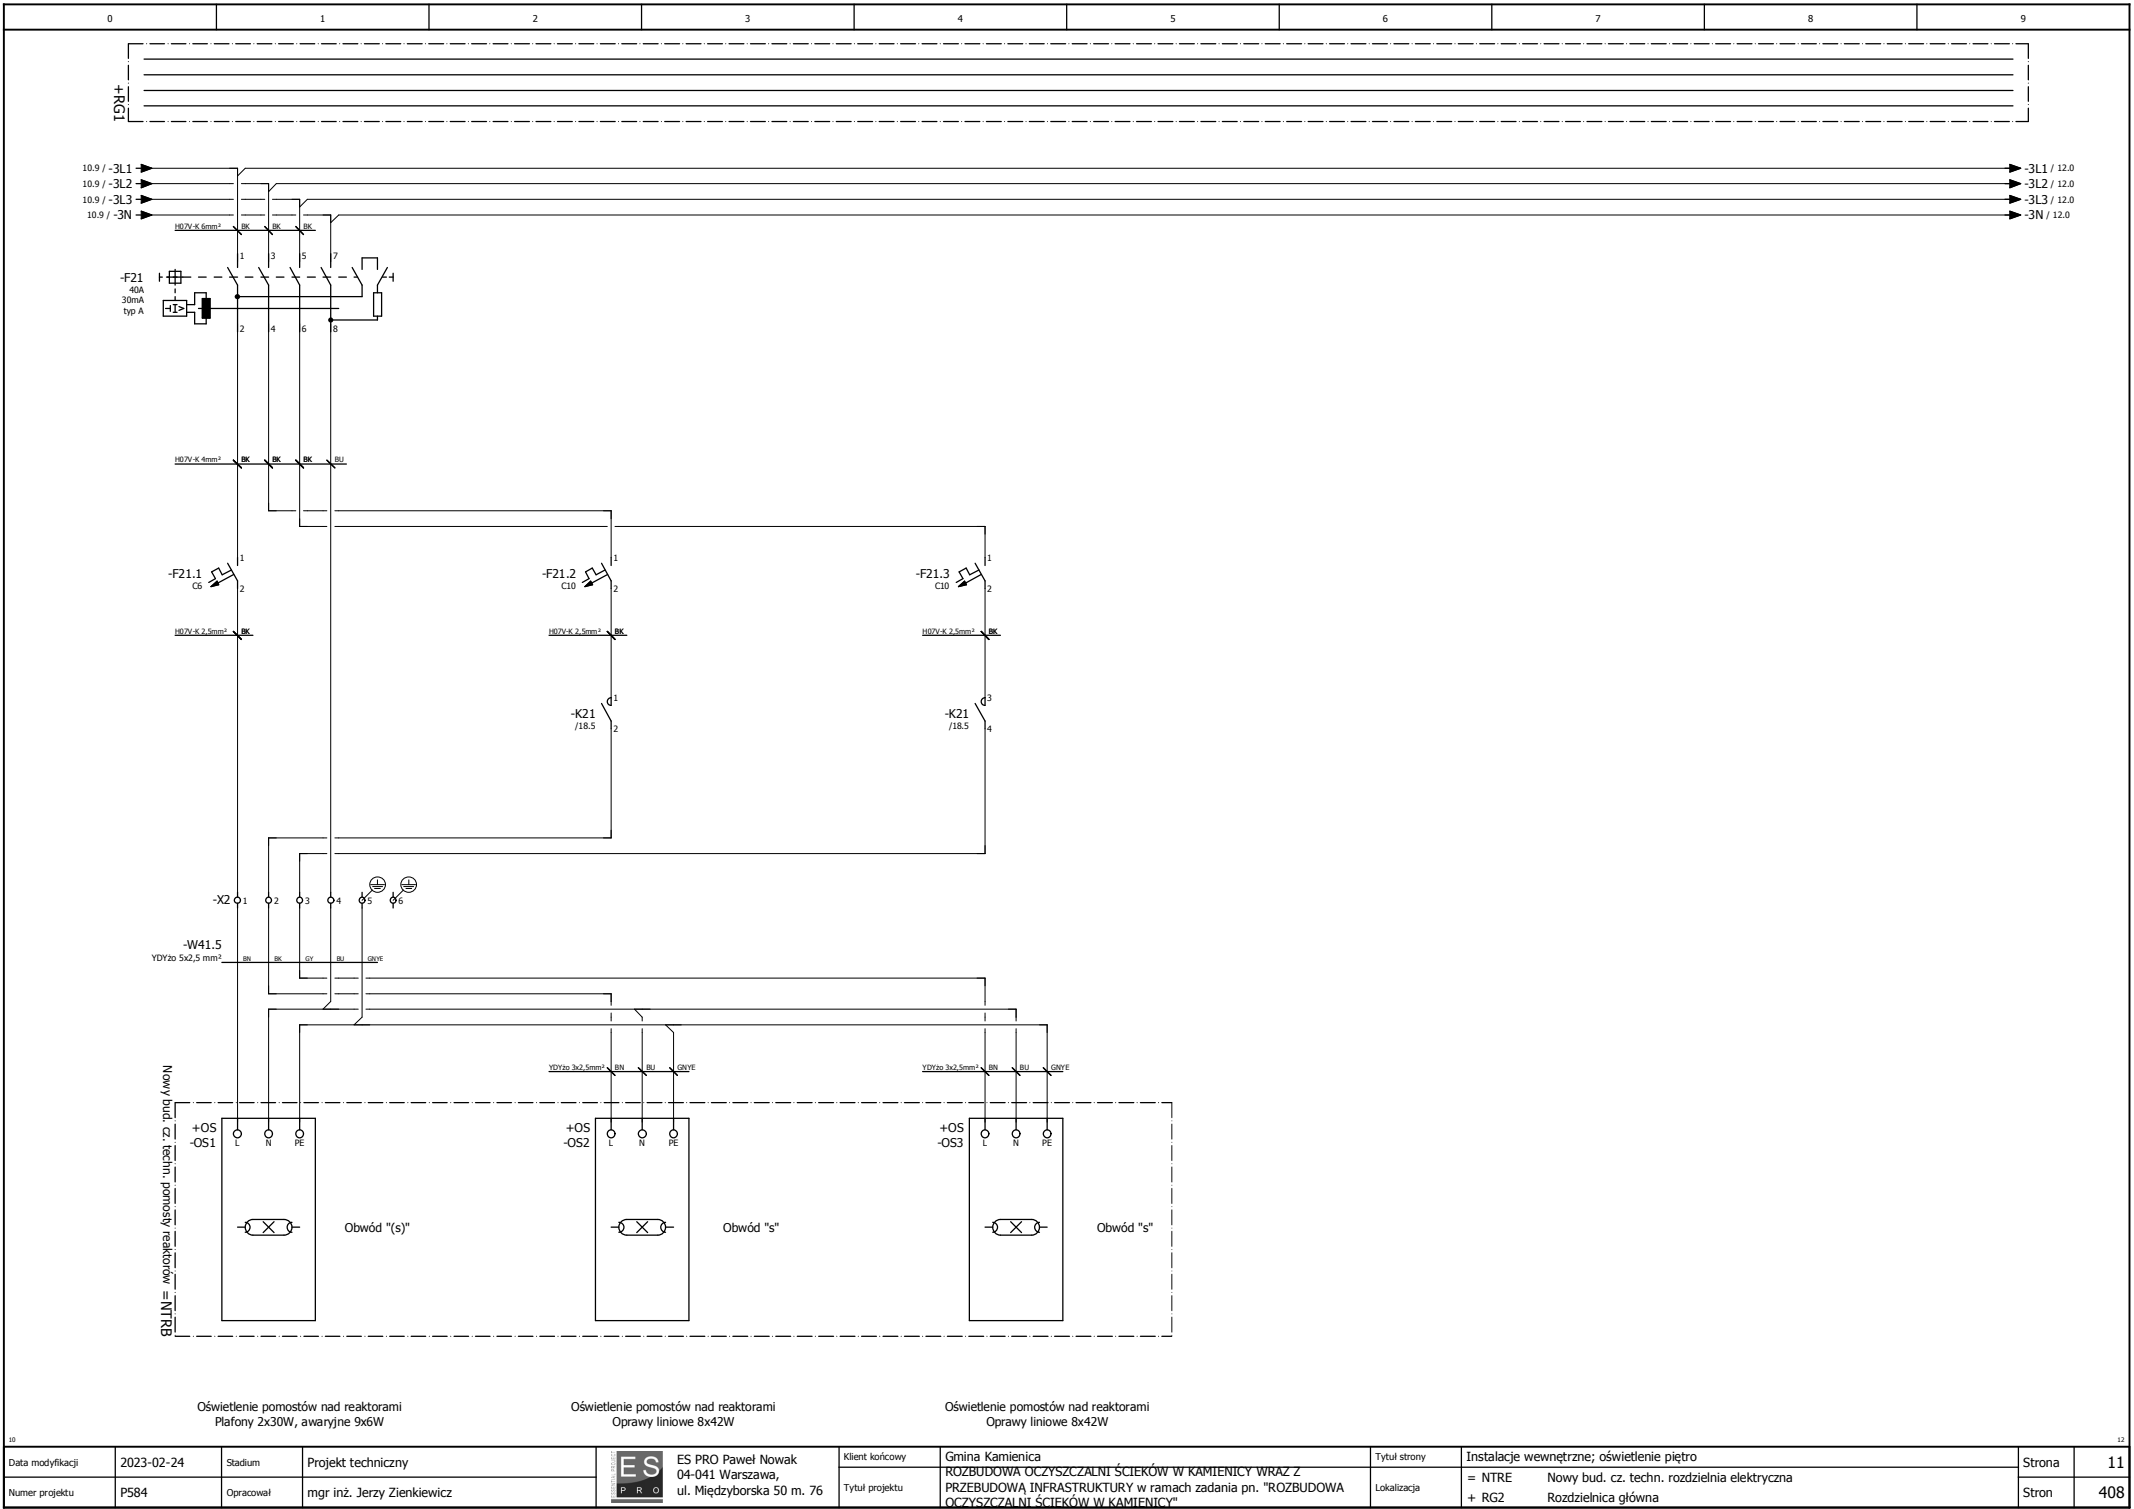 0 1 2 3 4 5 6 7 8 9
+RG1
10.9 / -3L1 -3L1 / 12.0
10.9 / -3L2 -3L2 / 12.0
10.9 / -3L3 -3L3 / 12.0
10.9 / -3N -3N / 12.0
H07V-K 6mm² BK BK BK
1 3 5 7
-F21
40A
30mA
typ A
I>
2 4 6 8
H07V-K 4mm² BK BK BK BU
1 1 1
-F21.1 -F21.2 -F21.3
C6 C10 C10
2 2 2
H07V-K 2,5mm² BK H07V-K 2,5mm² BK H07V-K 2,5mm² BK
1 3
-K21 -K21
/18.5 /18.5
2 4
-X2 1 2 3 4 5 6
-W41.5
YDYżo 5x2,5 mm² BN BK GY BU GNYE
YDYżo 3x2,5mm² BN BU GNYE YDYżo 3x2,5mm² BN BU GNYE
Nowy bud. cz. techn. pomosty reaktorów =NTRB
+OS +OS +OS
-OS1 L N PE -OS2 L N PE -OS3 L N PE
Obwód "(s)" Obwód "s" Obwód "s"
Oświetlenie pomostów nad reaktorami Oświetlenie pomostów nad reaktorami Oświetlenie pomostów nad reaktorami
Plafony 2x30W, awaryjne 9x6W Oprawy liniowe 8x42W Oprawy liniowe 8x42W
10 12
Data modyfikacji 2023-02-24 Stadium Projekt techniczny
Numer projektu P584 Opracował mgr inż. Jerzy Zienkiewicz
ES
PRO
ES PRO Paweł Nowak
04-041 Warszawa,
ul. Międzyborska 50 m. 76
Klient końcowy Gmina Kamienica
Tytuł projektu ROZBUDOWA OCZYSZCZALNI ŚCIEKÓW W KAMIENICY WRAZ Z
PRZEBUDOWĄ INFRASTRUKTURY w ramach zadania pn. "ROZBUDOWA
OCZYSZCZALNI ŚCIEKÓW W KAMIENICY"
Tytuł strony Instalacje wewnętrzne; oświetlenie piętro
Lokalizacja = NTRE Nowy bud. cz. techn. rozdzielnia elektryczna
+ RG2 Rozdzielnica główna
Strona 11
Stron 408